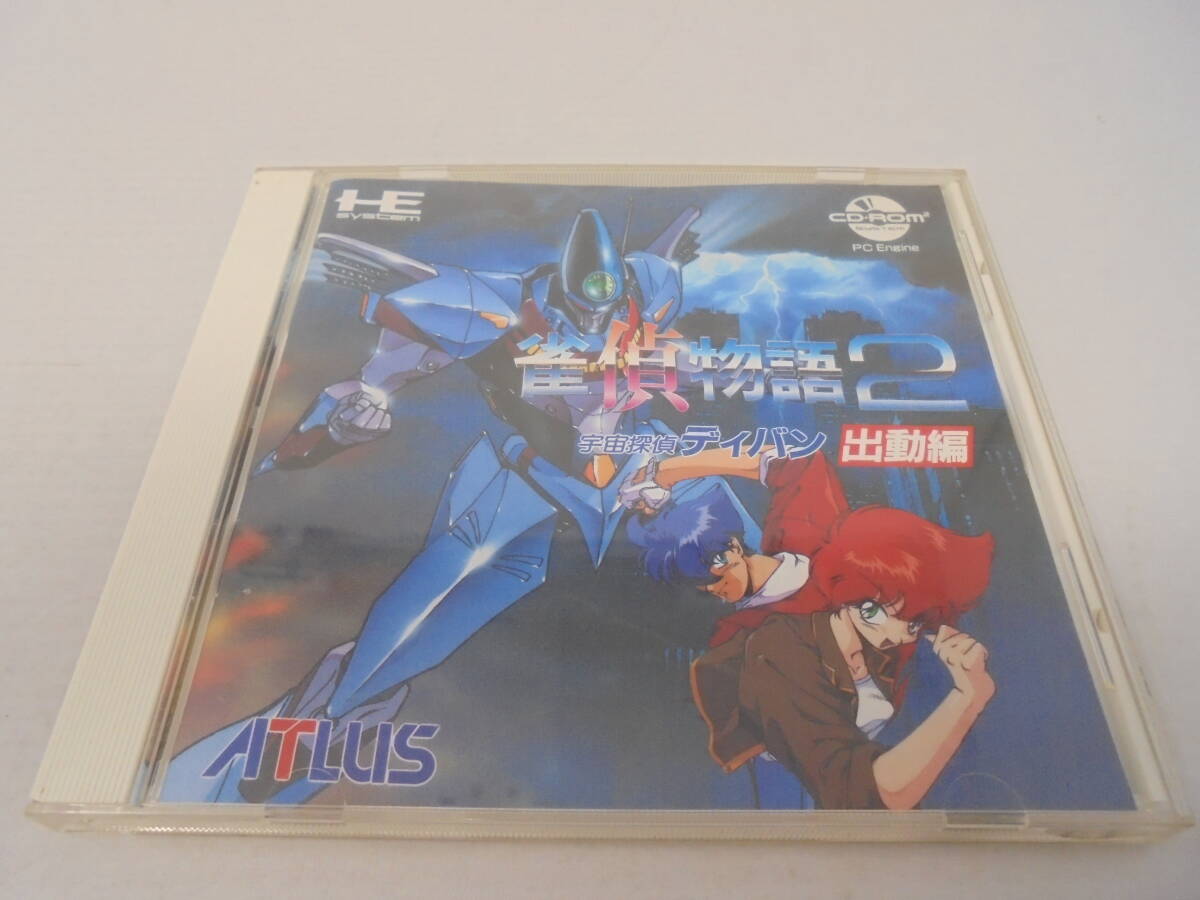 HE
system
CD-ROM²
PC Engine
雀偵物語2
宇宙探偵ディバン 出動編
ATLUS